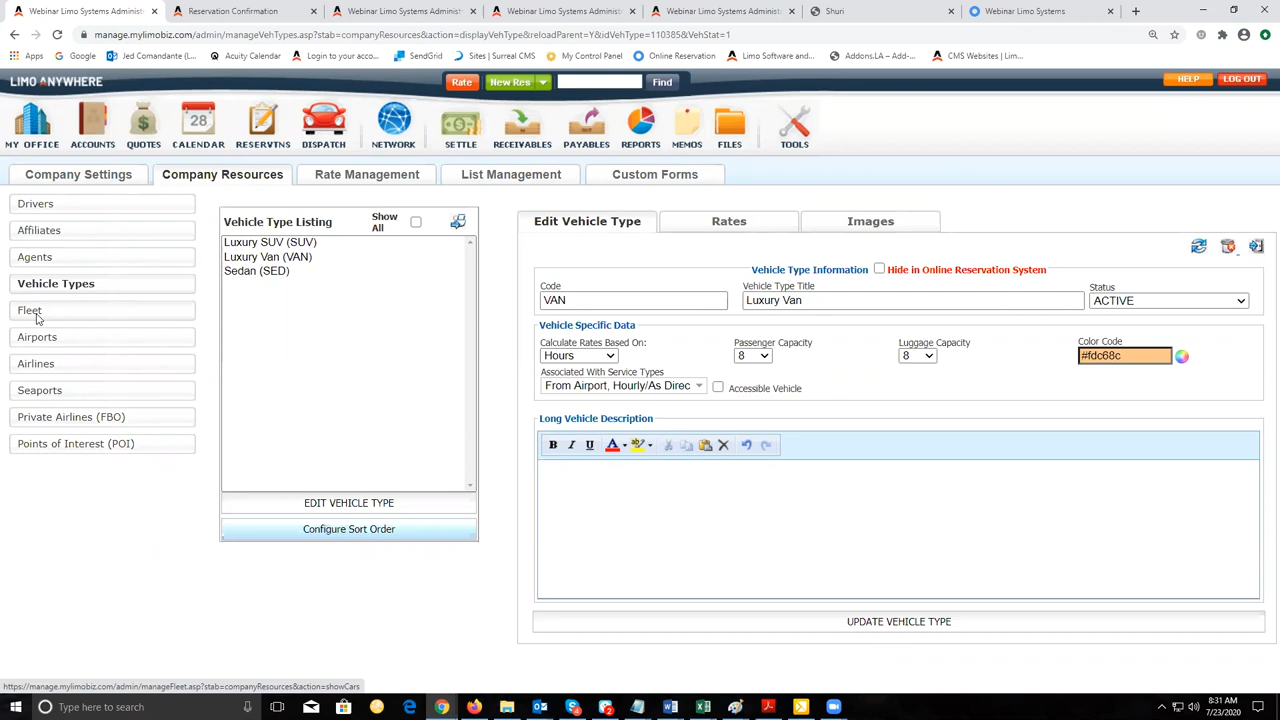 Webinar Limo Systems Administ
Reservation Confirmation
Webinar Limo Systems Administ
Webinar Limo Systems Administ
Webinar Limo Systems Administ
Shuri
Webinar Limo Systems
manage.mylimobiz.com/admin/manageVehTypes.asp?stab=companyResources&action=displayVehType&reloadParent=Y&idVehType=110385&VehStat=1
Apps
Google
Jed Comandante (...
Acuity Calendar
SendGrid
Login to your acco...
Call Reports
Sites | Surreal CMS
My Control Panel
Online Reservation
Limo Software & Ap...
Addons.LA – Add-...
CMS Websites | Lim...
LIMO ANYWHERE
Rate
New Res
Find
HELP
LOG OUT
28
MY OFFICE
ACCOUNTS
QUOTES
CALENDAR
RESERVTNS
DISPATCH
NETWORK
SETTLE
RECEIVABLES
PAYABLES
REPORTS
MEMOS
FILES
TOOLS
Company Settings
Company Resources
Rate Management
List Management
Custom Forms
Drivers
Affiliates
Agents
Vehicle Types
Fleet
Airports
Airlines
Seaports
Private Airlines (FBO)
Points of Interest (POI)
Vehicle Type Listing
Show All
Luxury SUV (SUV)
Luxury Van (VAN)
Sedan (SED)
EDIT VEHICLE TYPE
Configure Sort Order
Edit Vehicle Type
Rates
Images
Vehicle Type Information
Hide in Online Reservation System
Code
Vehicle Type Title
Status
VAN
Luxury Van
ACTIVE
Vehicle Specific Data
Calculate Rates Based On:
Passenger Capacity
Luggage Capacity
Color Code
Hours
8
8
#fdc68c
Associated With Service Types
From Airport, Hourly/As Direc
Accessible Vehicle
Long Vehicle Description
B I U A
UPDATE VEHICLE TYPE
https://manage.mylimobiz.com/admin/manageFleet.asp?stab=companyResources&action=showCars
Type here to search
8:31 AM
7/23/2020